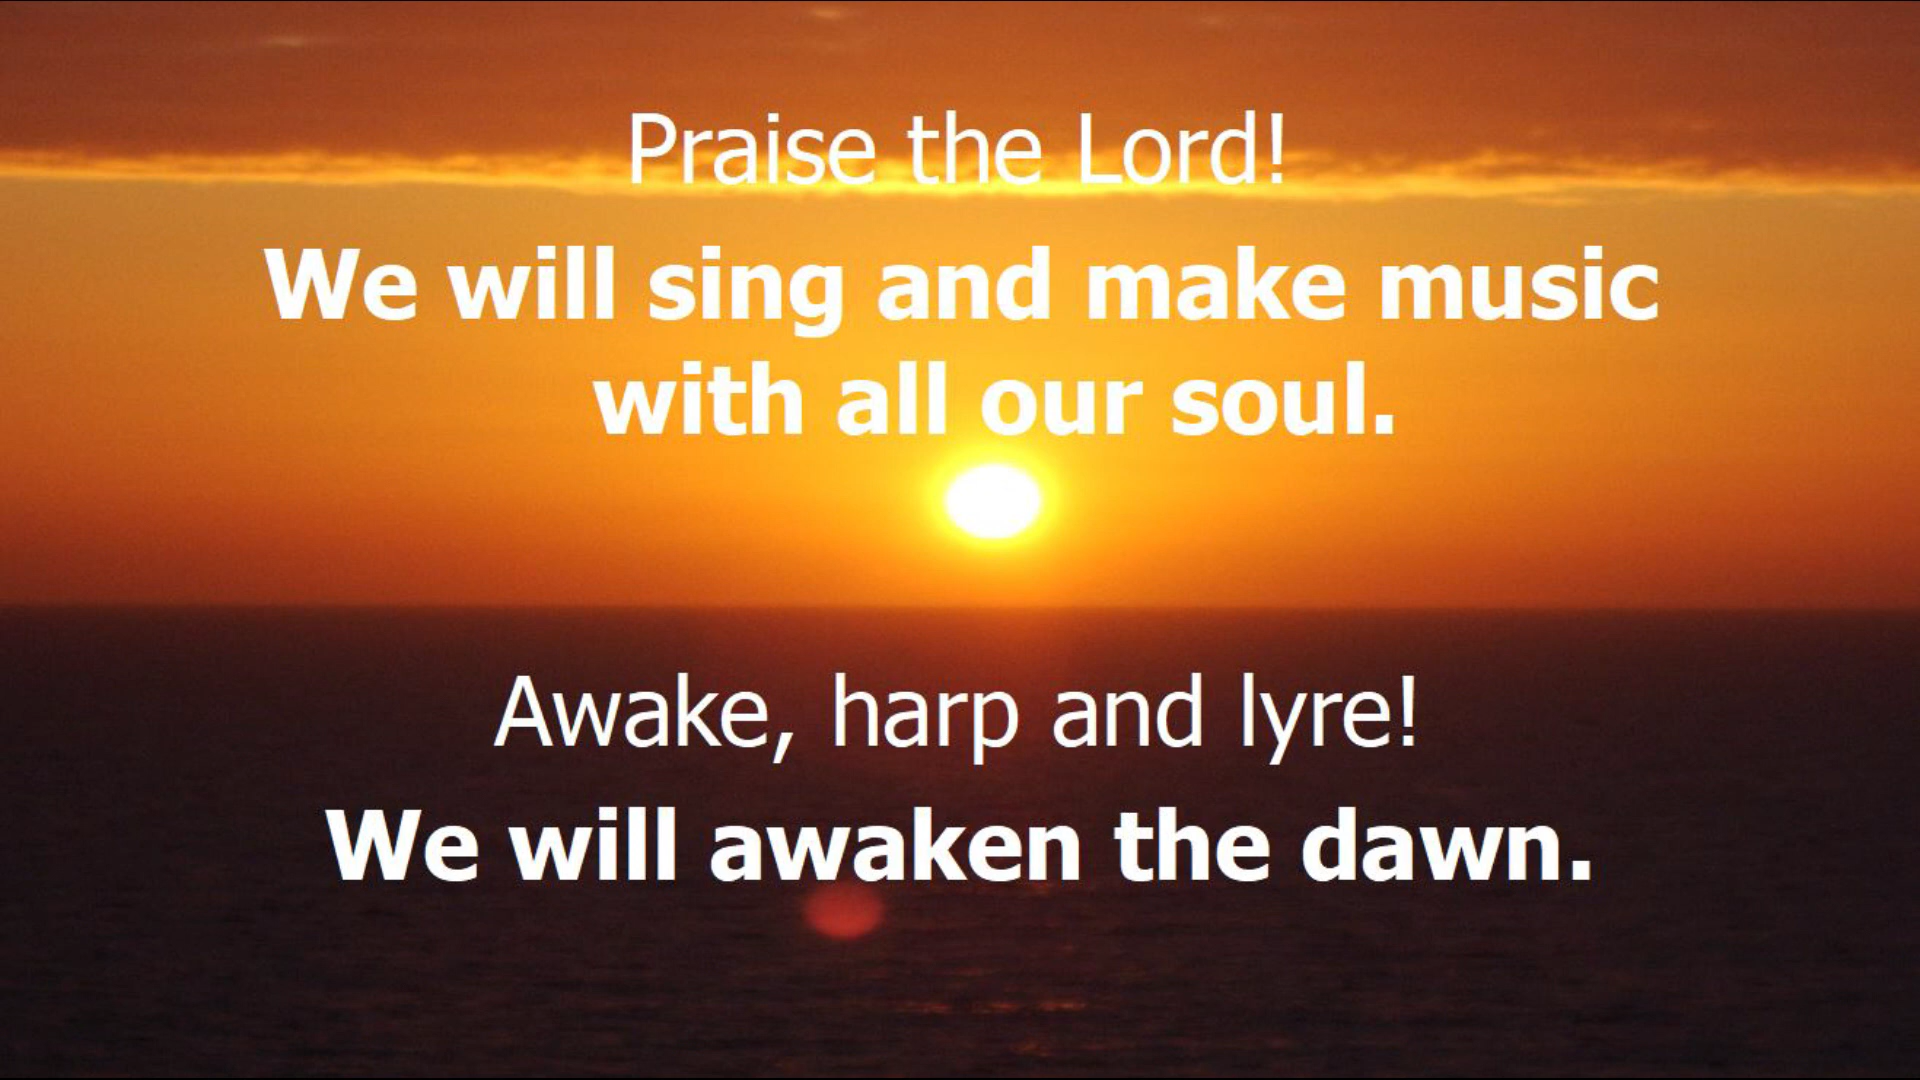 Praise the Lord!
We will sing and make music
with all our soul.
Awake, harp and lyre!
We will awaken the dawn.